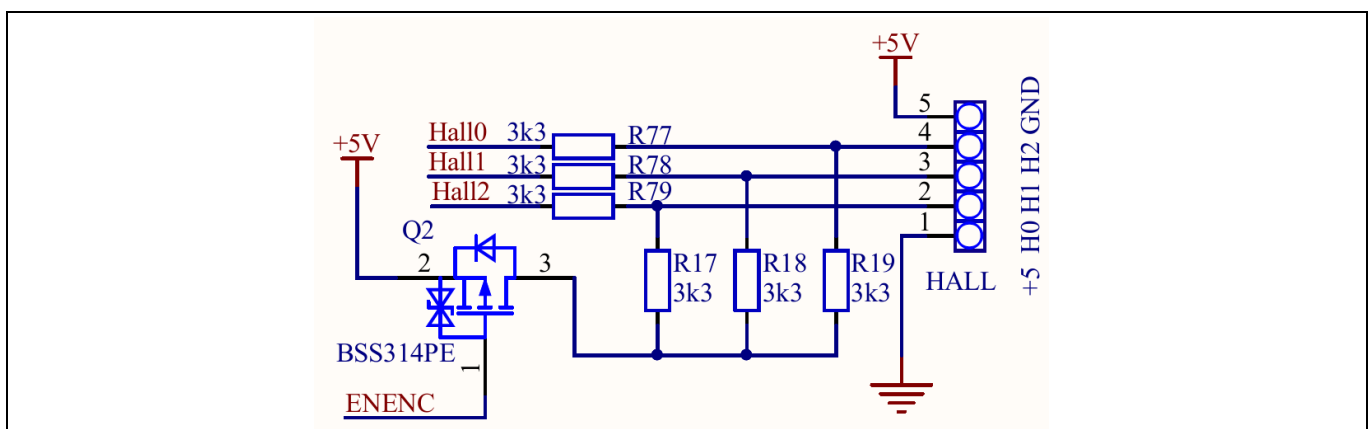 +5V
5
Hall0 3k3 R77 4
+5V
Hall1 3k3 R78 3
Hall2 3k3 R79 2
Q2 1
2 3 R17 R18 R19
3k3 3k3 3k3
HALL
+5 H0 H1 H2 GND
BSS314PE
1
ENENC